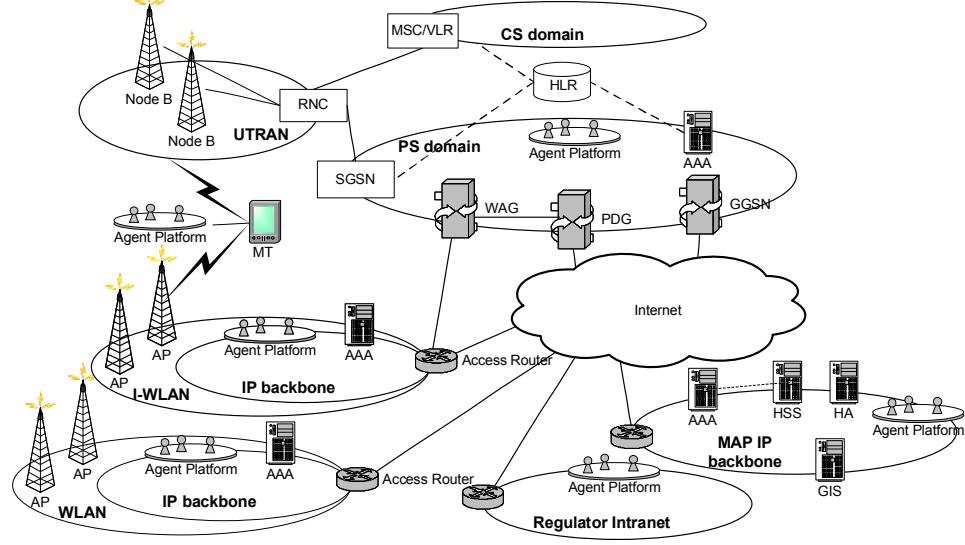 MSC/VLR
CS domain
Node B
RNC
HLR
Node B
UTRAN
PS domain
Agent Platform
AAA
SGSN
WAG
PDG
GGSN
Agent Platform
MT
Internet
AP
AP
Agent Platform
AAA
Access Router
IP backbone
I-WLAN
AAA
HSS
HA
Agent Platform
MAP IP
backbone
GIS
AP
AP
Agent Platform
AAA
Access Router
IP backbone
WLAN
Agent Platform
Regulator Intranet